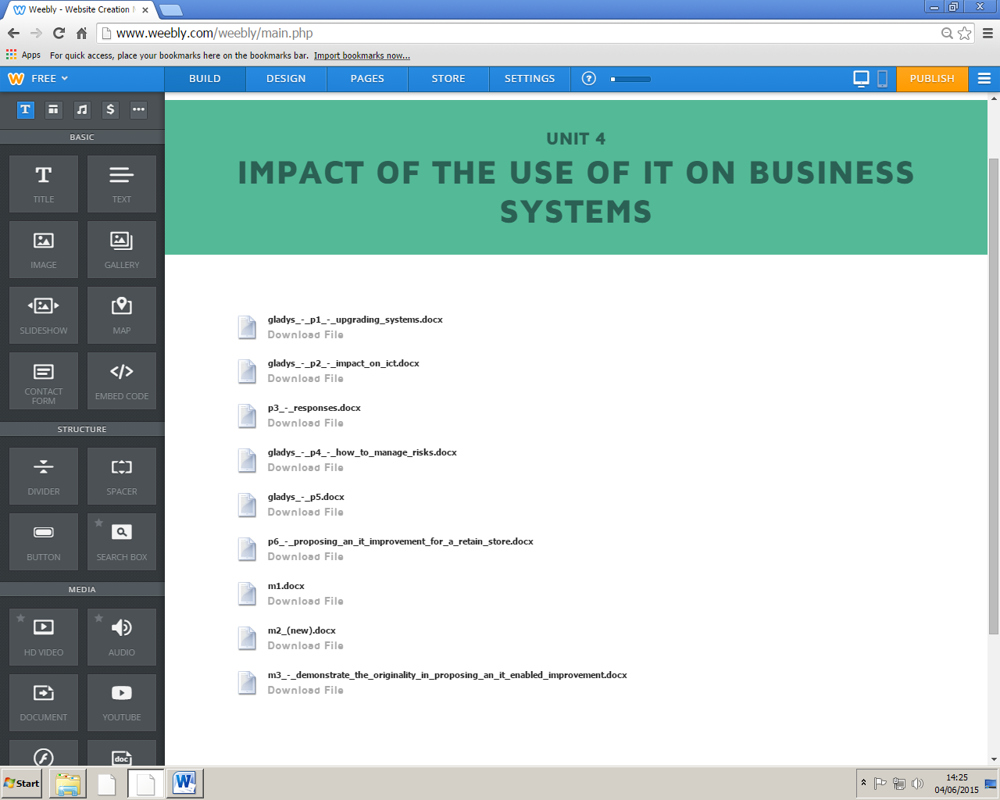 Weebly - Website Creation M
www.weebly.com/weebly/main.php
Apps For quick access, place your bookmarks here on the bookmarks bar. Import bookmarks now...
FREE BUILD DESIGN PAGES STORE SETTINGS ? PUBLISH
T $
BASIC
TITLE TEXT
IMAGE GALLERY
SLIDESHOW MAP
CONTACT FORM EMBED CODE
STRUCTURE
DIVIDER SPACER
BUTTON SEARCH BOX
MEDIA
HD VIDEO AUDIO
DOCUMENT YOUTUBE
doc
UNIT 4
IMPACT OF THE USE OF IT ON BUSINESS
SYSTEMS
gladys_-_p1_-_upgrading_systems.docx
Download File
gladys_-_p2_-_impact_on_ict.docx
Download File
p3_-_responses.docx
Download File
gladys_-_p4_-_how_to_manage_risks.docx
Download File
gladys_-_p5.docx
Download File
p6_-_proposing_an_it_improvement_for_a_retain_store.docx
Download File
m1.docx
Download File
m2_(new).docx
Download File
m3_-_demonstrate_the_originality_in_proposing_an_it_enabled_improvement.docx
Download File
Start
14:25
04/06/2015